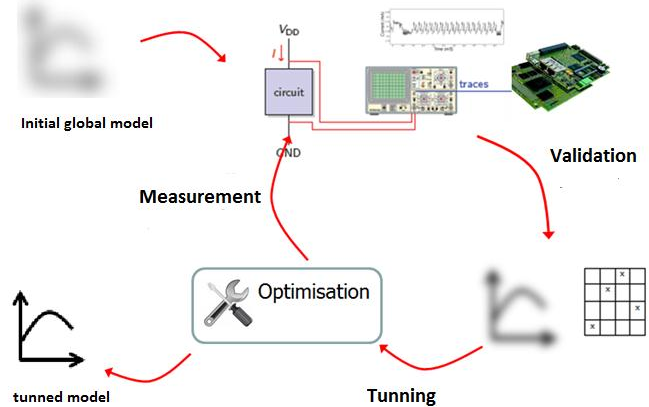 VDD
I
circuit
GND
traces
Initial global model
Validation
Measurement
Optimisation
x
x
x
x
tunned model
Tunning